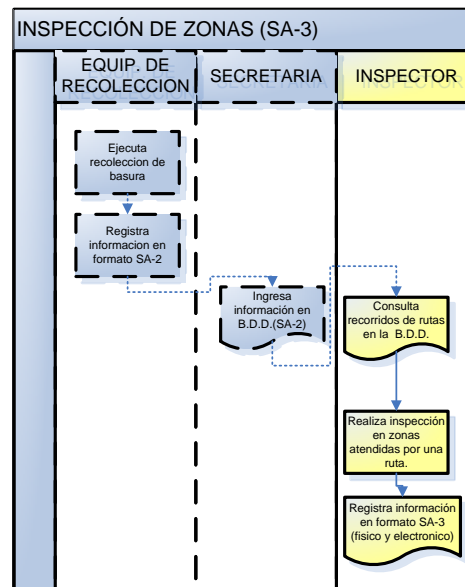 INSPECCIÓN DE ZONAS (SA-3)
EQUIP. DE
RECOLECCION
SECRETARIA
INSPECTOR
Ejecuta
recoleccion de
basura
Registra
informacion en
formato SA-2
Ingresa
información en
B.D.D.(SA-2)
Consulta
recorridos de rutas
en la B.D.D.
Realiza inspección
en zonas
atendidas por una
ruta.
Registra información
en formato SA-3
(fisico y electronico)